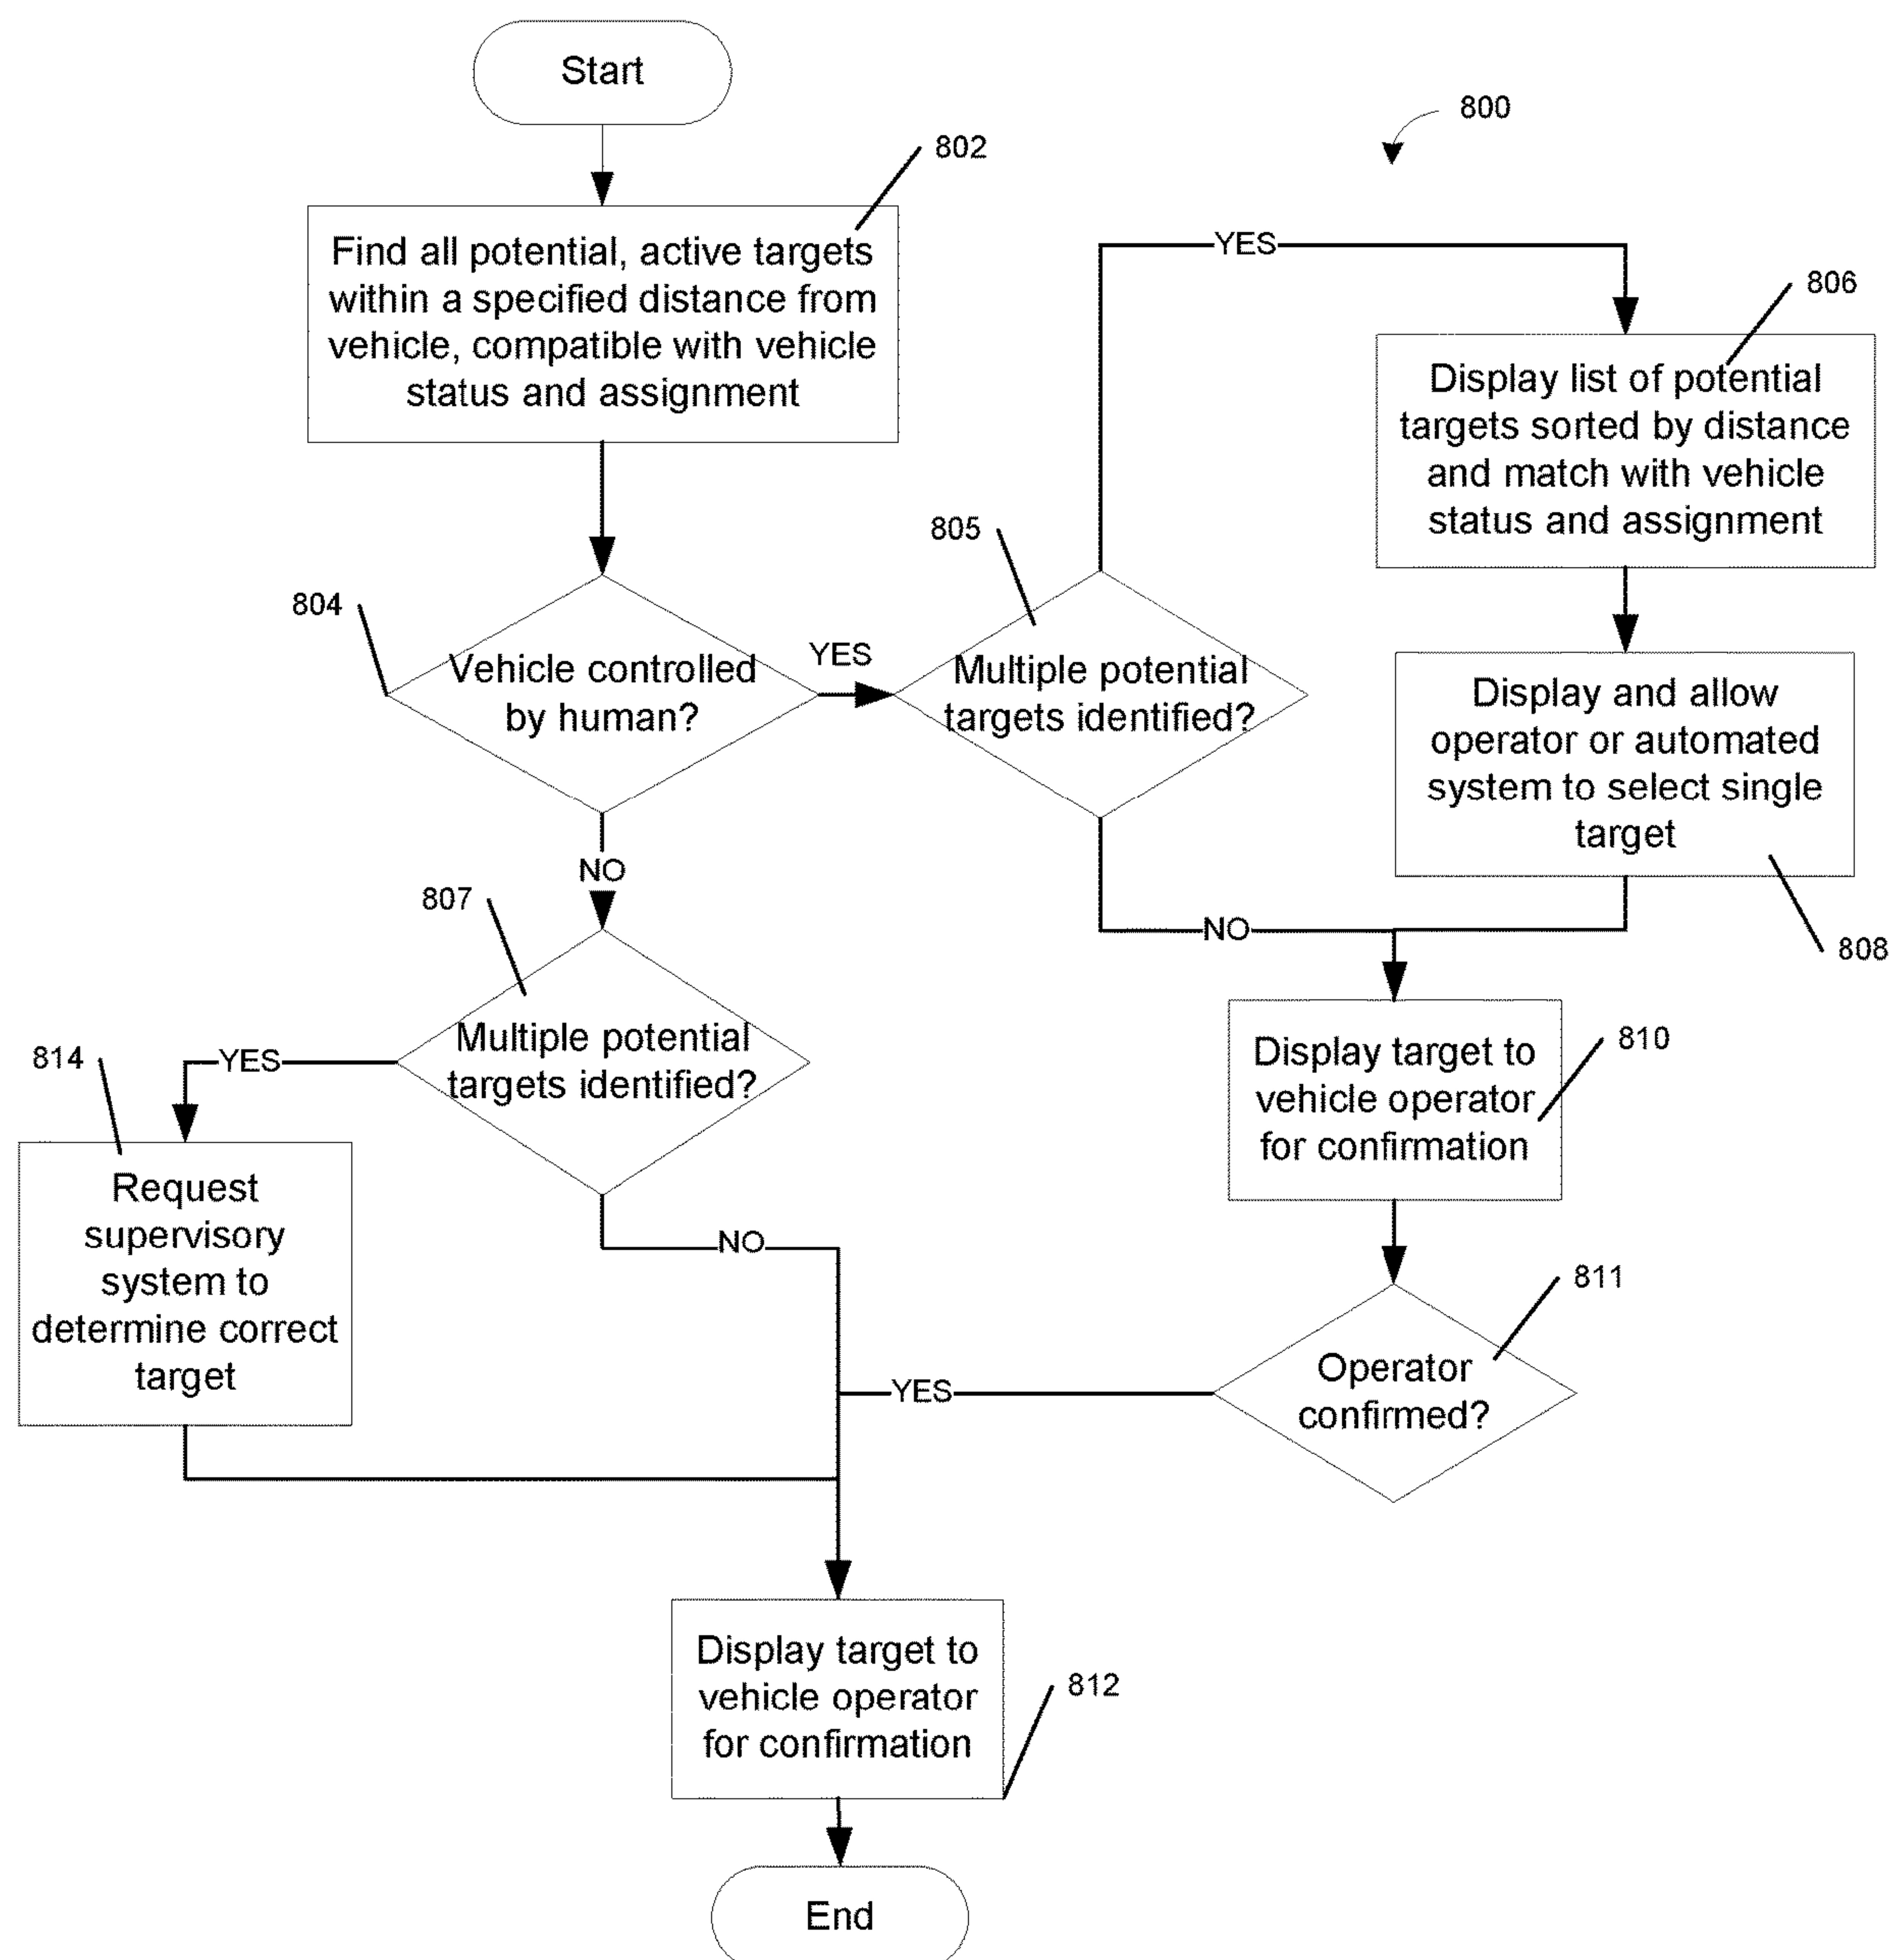 Start
800
802
Find all potential, active targets
within a specified distance from
vehicle, compatible with vehicle
status and assignment
YES
806
Display list of potential
targets sorted by distance
and match with vehicle
status and assignment
805
804
Vehicle controlled
by human?
YES
Multiple potential
targets identified?
Display and allow
operator or automated
system to select single
target
808
NO
NO
807
Multiple potential
targets identified?
YES
814
Request
supervisory
system to
determine correct
target
NO
Display target to
vehicle operator
for confirmation
810
811
Operator
confirmed?
YES
Display target to
vehicle operator
for confirmation
812
End